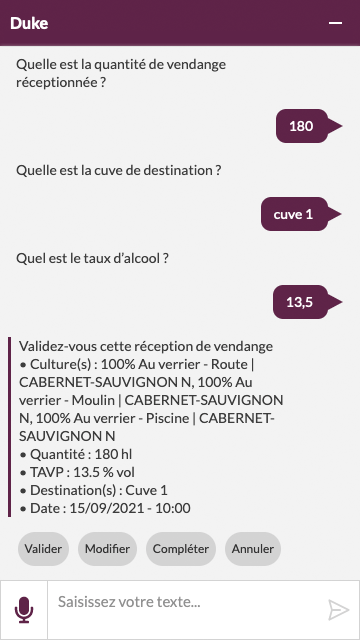 Duke
Quelle est la quantité de vendange
réceptionnée ?
180
Quelle est la cuve de destination ?
cuve 1
Quel est le taux d'alcool ?
13,5
Validez-vous cette réception de vendange
• Culture(s) : 100% Au verrier - Route |
CABERNET-SAUVIGNON N, 100% Au
verrier - Moulin | CABERNET-SAUVIGNON
N, 100% Au verrier - Piscine | CABERNET-
SAUVIGNON N
• Quantité : 180 hl
• TAVP : 13.5 % vol
• Destination(s) : Cuve 1
• Date : 15/09/2021 - 10:00
Valider Modifier Compléter Annuler
Saisissez votre texte...